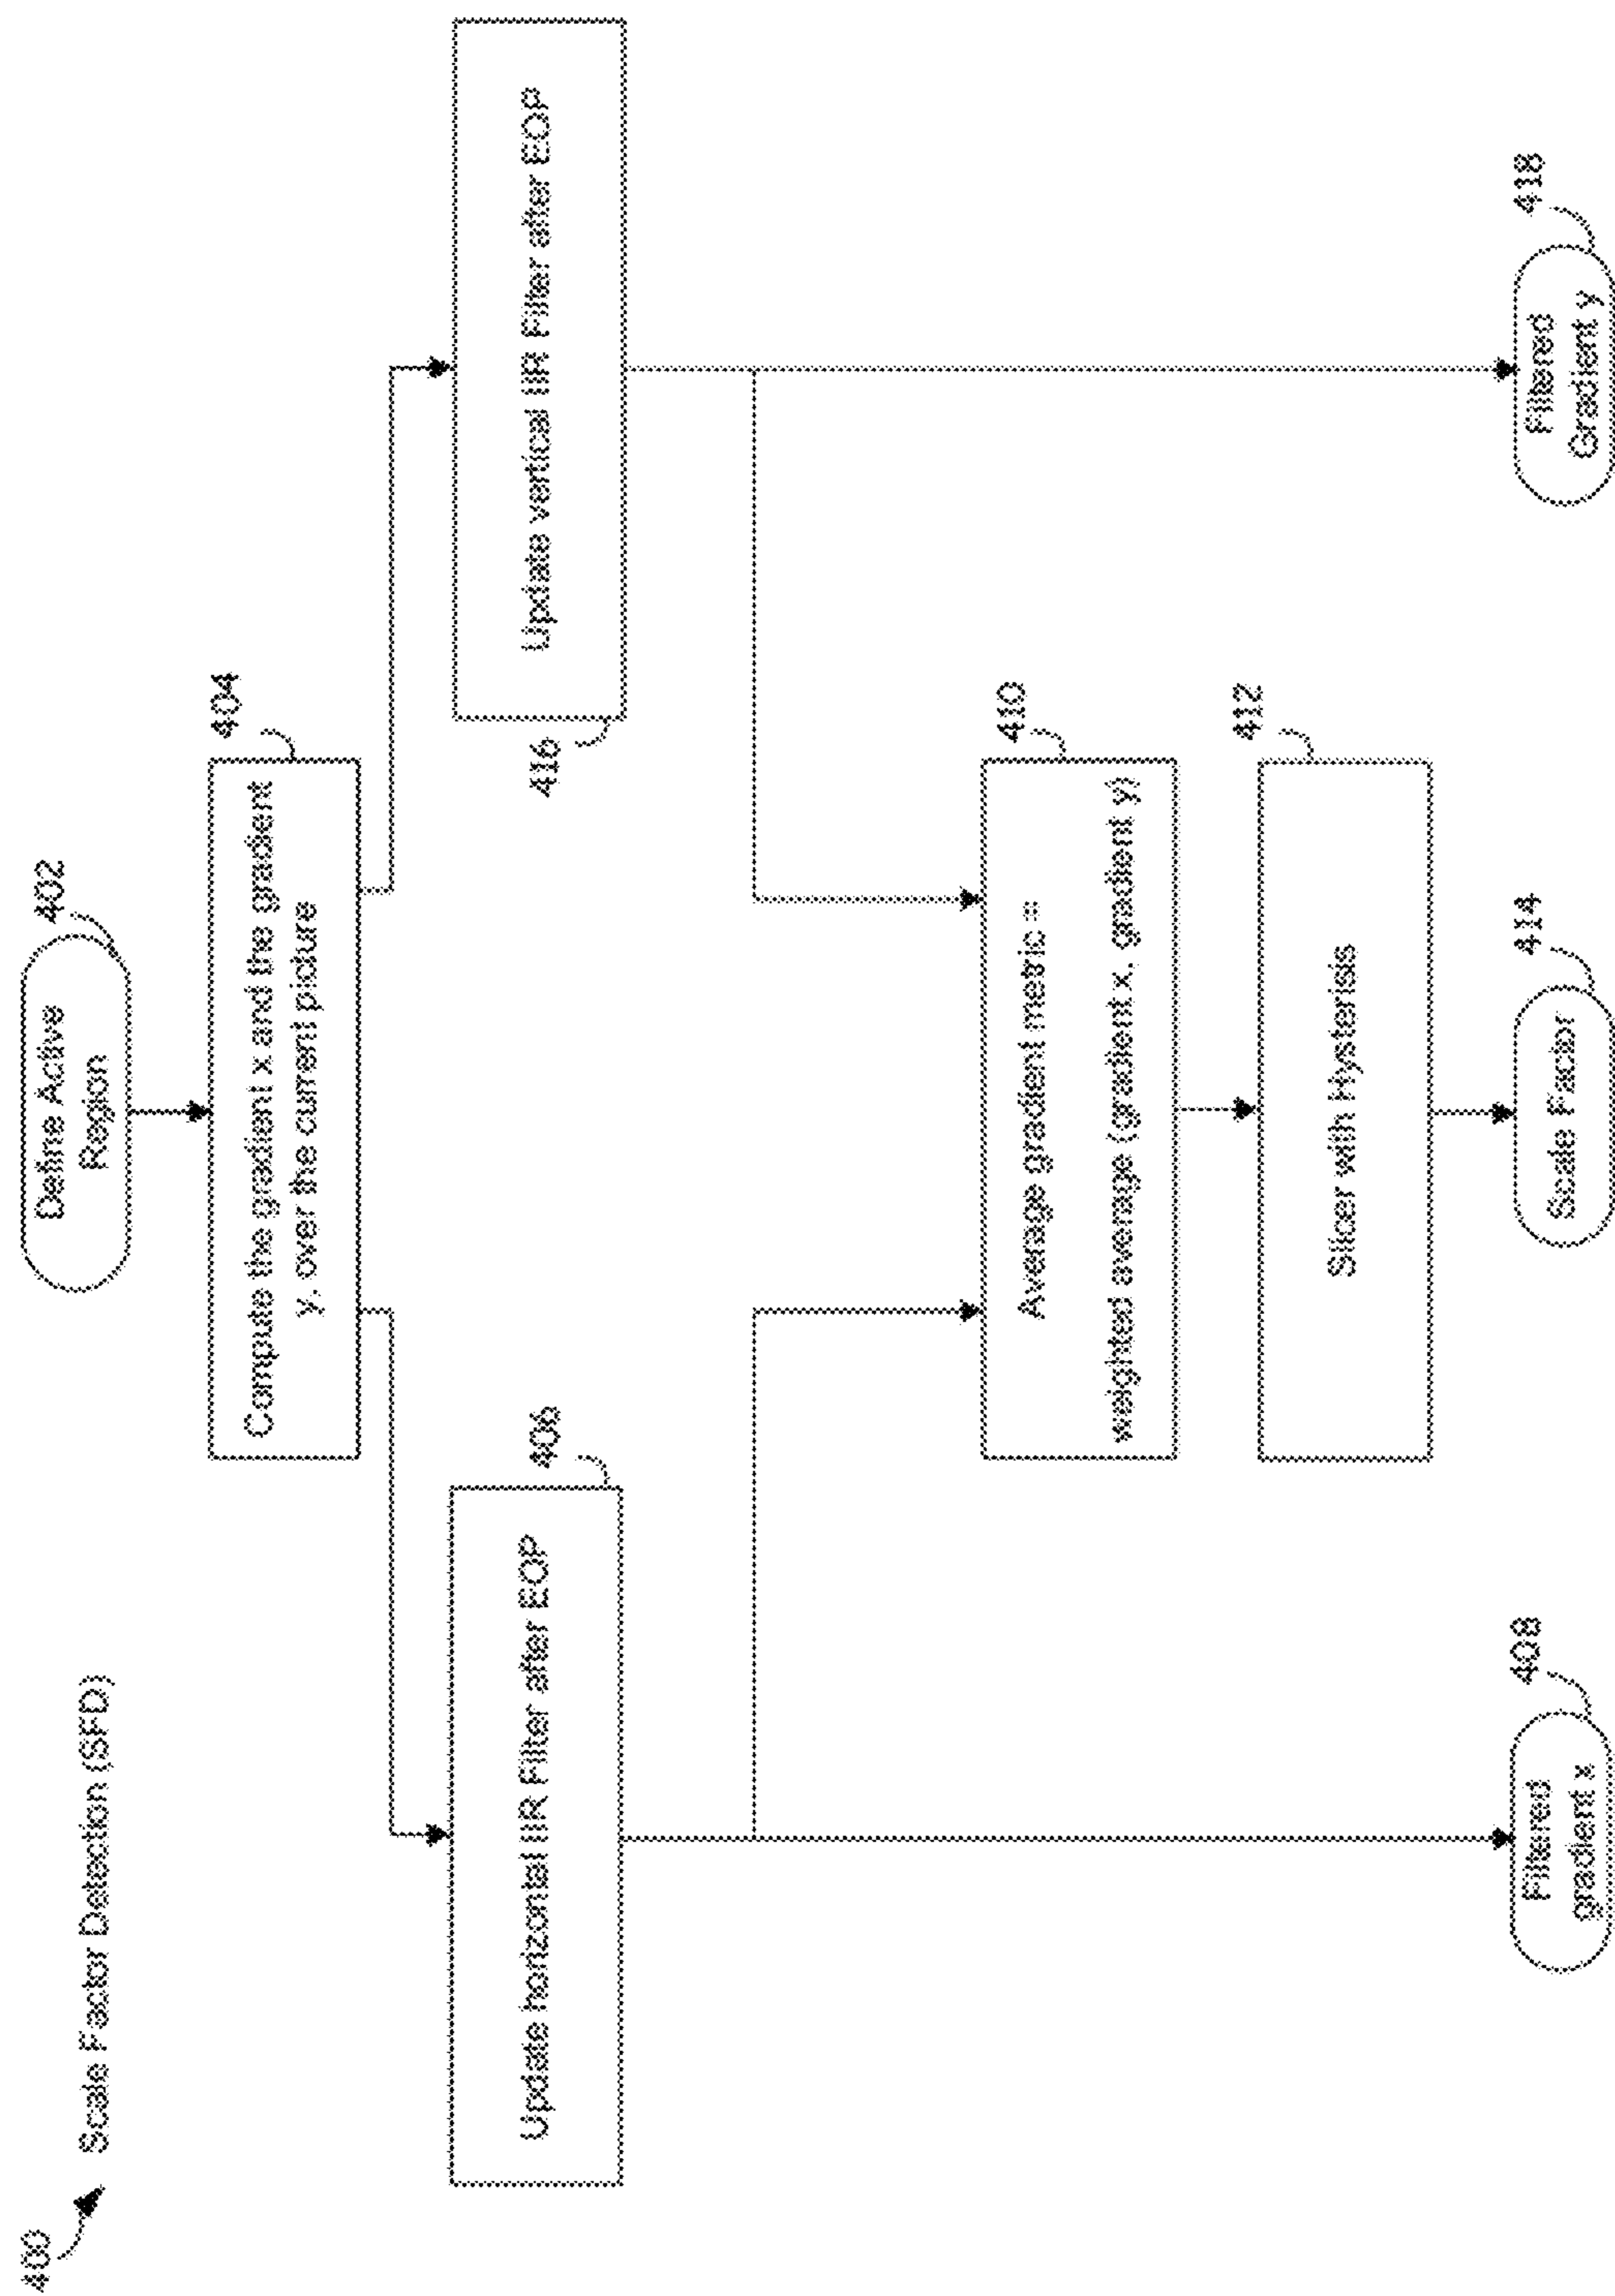 400
Scale Factor Detection (SFD)
Define Active
Region
402
Compute the gradient x and the gradient
y, over the current picture
404
Update horizontal IIR Filter after EOP
406
Update vertical IIR Filter after EOP
416
Average gradient metric =
weighted average (gradient x, gradient y)
410
Slicer with Hysterisis
412
Filtered
gradient x
408
Scale Factor
414
Filtered
Gradient y
418